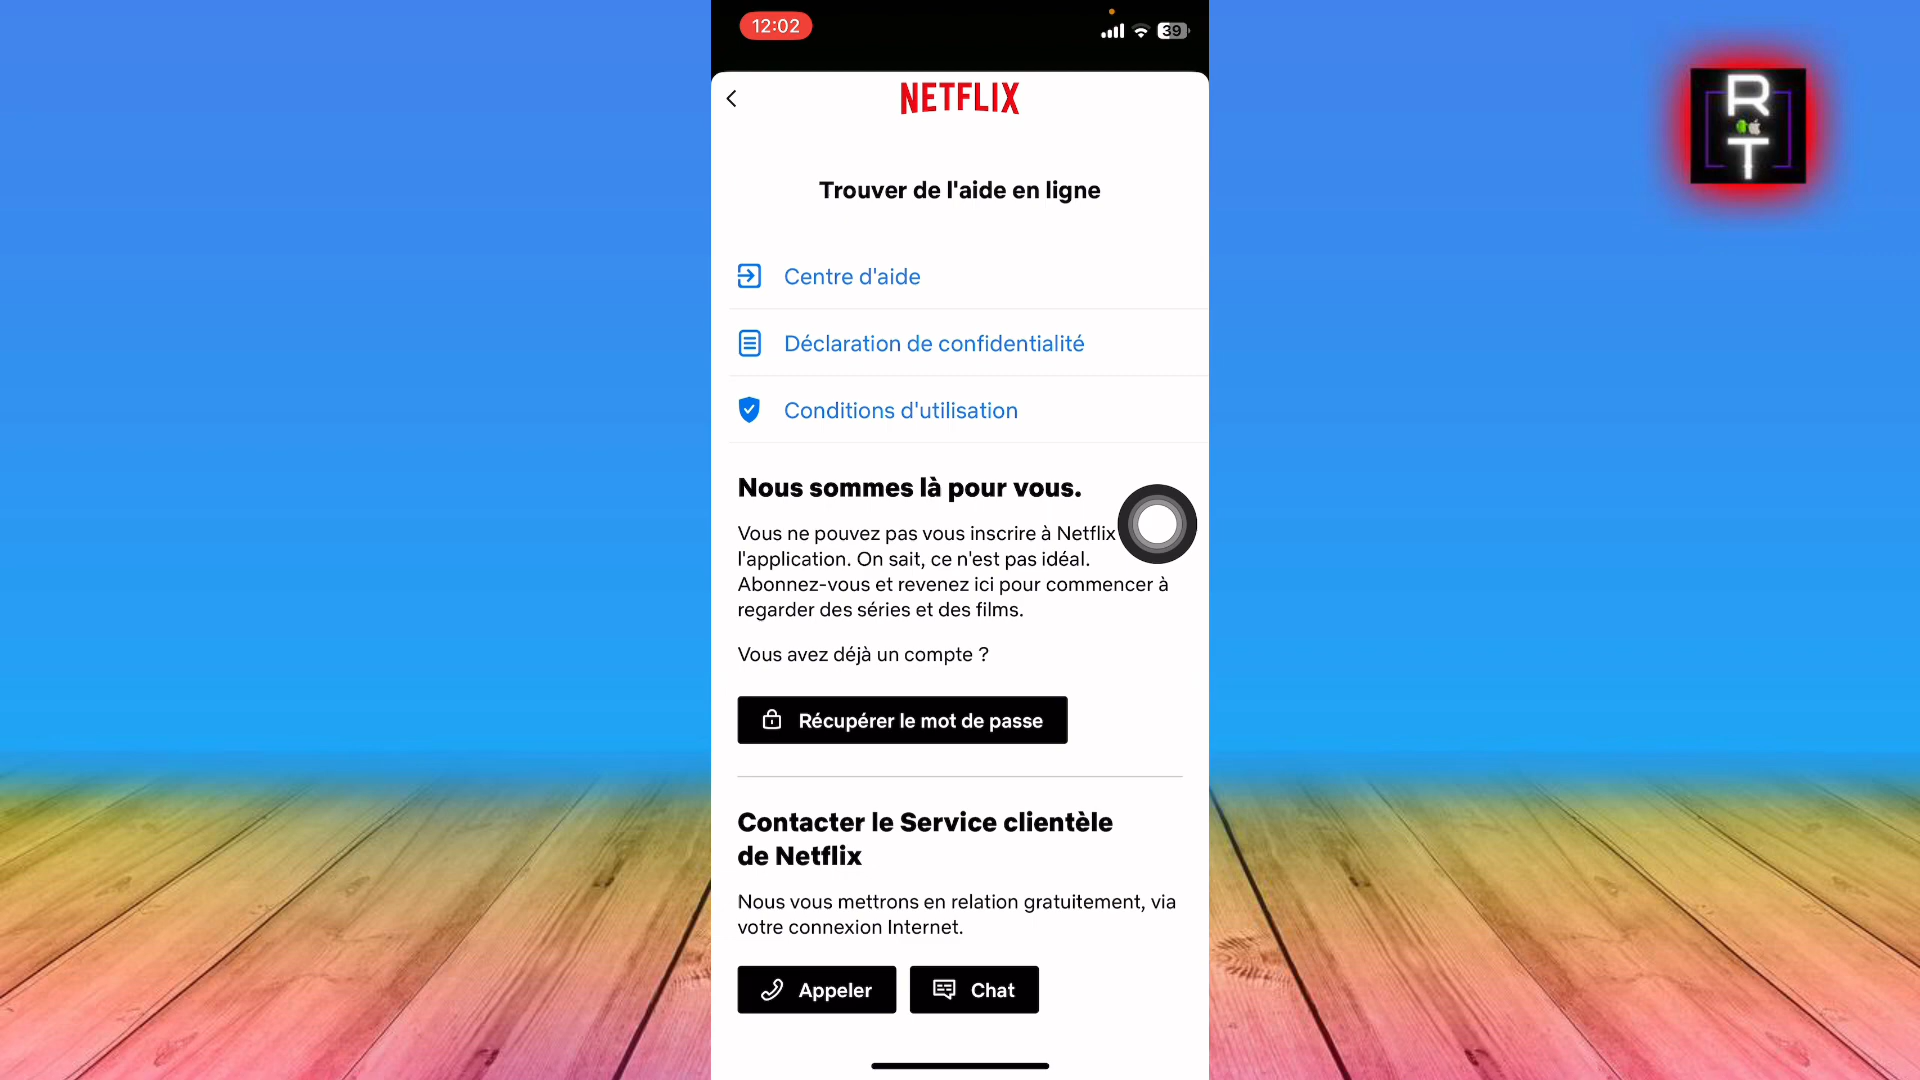 12:02
39
NETFLIX
R
T
Trouver de l'aide en ligne
Centre d'aide
Déclaration de confidentialité
Conditions d'utilisation
Nous sommes là pour vous.
Vous ne pouvez pas vous inscrire à Netflix
l'application. On sait, ce n'est pas idéal.
Abonnez-vous et revenez ici pour commencer à
regarder des séries et des films.
Vous avez déjà un compte ?
Récupérer le mot de passe
Contacter le Service clientèle
de Netflix
Nous vous mettrons en relation gratuitement, via
votre connexion Internet.
Appeler
Chat